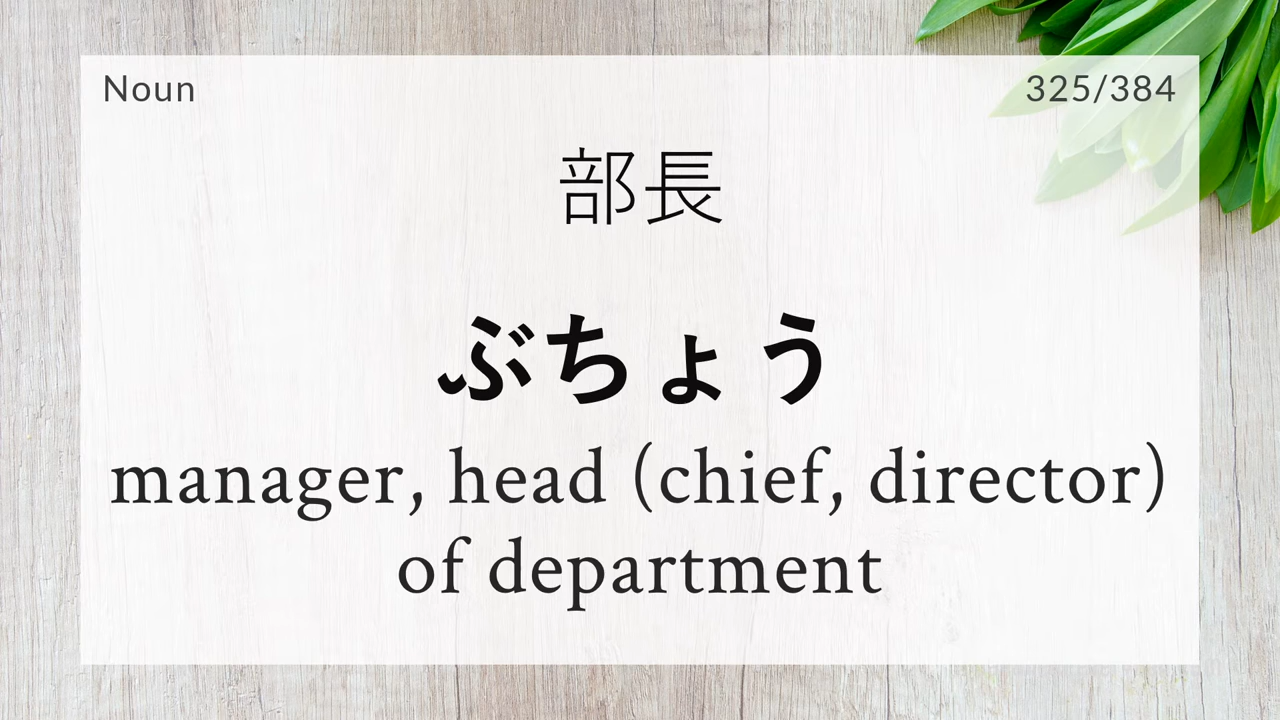 Noun
325/384
部長
ぶちょう
manager, head (chief, director)
of department